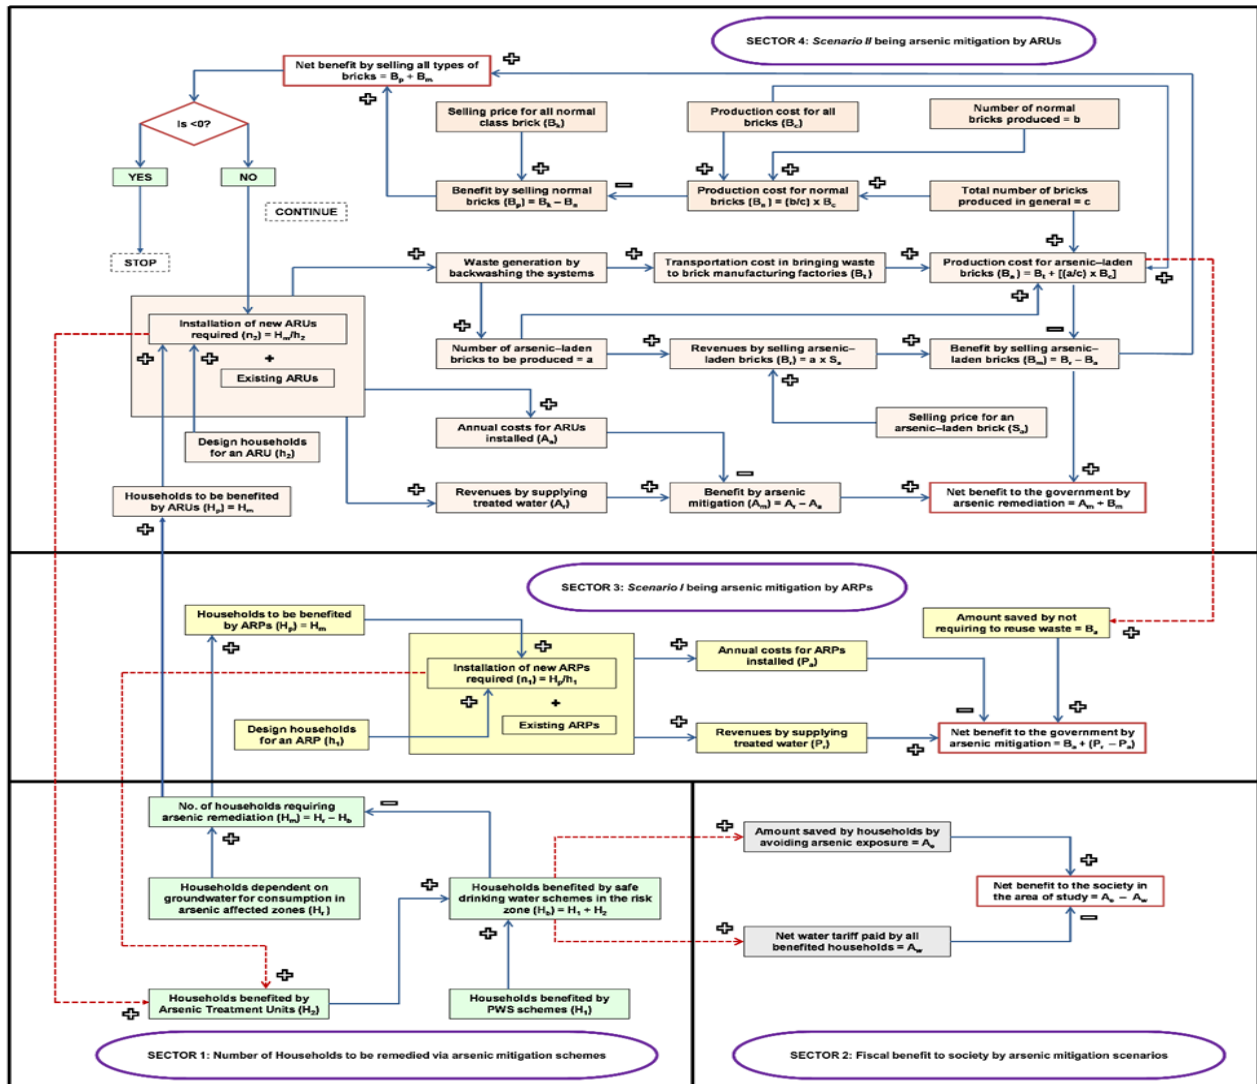 SECTOR 4: Scenario II being arsenic mitigation by ARUs
Net benefit by selling all types of
bricks = Bp + Bm
Is <0?
YES
NO
CONTINUE
STOP
Selling price for all normal
class brick (Bk)
Production cost for all
bricks (Bc)
Number of normal
bricks produced = b
Benefit by selling normal
bricks (Bp) = Bk – Bn
Production cost for normal
bricks (Bn) = (b/c) x Bc
Total number of bricks
produced in general = c
Waste generation by
backwashing the systems
Transportation cost in bringing waste
to brick manufacturing factories (Bt)
Production cost for arsenic–laden
bricks (Ba) = Bt + [(a/c) x Bc]
Installation of new ARUs
required (n2) = Hm/h2
+
Existing ARUs
Number of arsenic–laden
bricks to be produced = a
Revenues by selling arsenic–
laden bricks (Br) = a x Sa
Benefit by selling arsenic–
laden bricks (Bm) = Br – Ba
Design households
for an ARU (h2)
Annual costs for ARUs
installed (Aa)
Selling price for an
arsenic–laden brick (Sa)
Households to be benefited
by ARUs (Hp) = Hm
Revenues by supplying
treated water (Ar)
Benefit by arsenic
mitigation (Am) = Ar – Aa
Net benefit to the government by
arsenic remediation = Am + Bm
SECTOR 3: Scenario I being arsenic mitigation by ARPs
Households to be benefited
by ARPs (Hp) = Hm
Installation of new ARPs
required (n1) = Hp/h1
+
Existing ARPs
Design households
for an ARP (h1)
Annual costs for ARPs
installed (Pa)
Revenues by supplying
treated water (Pr)
Amount saved by not
requiring to reuse waste = Ba
Net benefit to the government by
arsenic mitigation = Ba + (Pr – Pa)
No. of households requiring
arsenic remediation (Hm) = Hr – Hb
Households dependent on
groundwater for consumption in
arsenic affected zones (Hr)
Households benefited by safe
drinking water schemes in the risk
zone (Hb) = H1 + H2
Households benefited by
Arsenic Treatment Units (H2)
Households benefited by
PWS schemes (H1)
SECTOR 1: Number of Households to be remedied via arsenic mitigation schemes
Amount saved by households by
avoiding arsenic exposure = Ae
Net benefit to the society in
the area of study = Ae – Aw
Net water tariff paid by all
benefited households = Aw
SECTOR 2: Fiscal benefit to society by arsenic mitigation scenarios